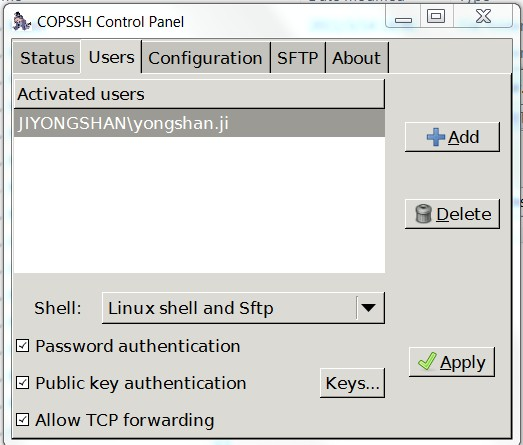 COPSSH Control Panel
Status Users Configuration SFTP About
Activated users
JIYONGSHAN\yongshan.ji
Add
Delete
Shell: Linux shell and Sftp
Password authentication
Public key authentication Keys...
Apply
Allow TCP forwarding